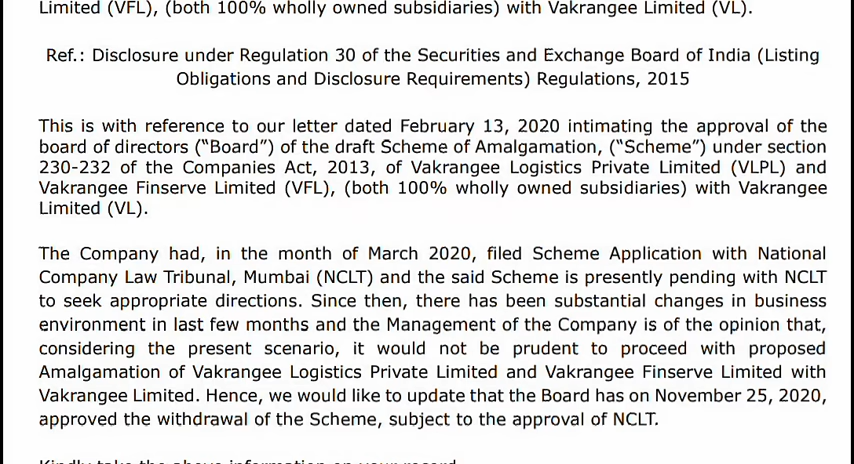 Limited (VFL), (both 100% wholly owned subsidiaries) with Vakrangee Limited (VL).
Ref.: Disclosure under Regulation 30 of the Securities and Exchange Board of India (Listing
Obligations and Disclosure Requirements) Regulations, 2015
This is with reference to our letter dated February 13, 2020 intimating the approval of the
board of directors (“Board”) of the draft Scheme of Amalgamation, (“Scheme”) under section
230-232 of the Companies Act, 2013, of Vakrangee Logistics Private Limited (VLPL) and
Vakrangee Finserve Limited (VFL), (both 100% wholly owned subsidiaries) with Vakrangee
Limited (VL).
The Company had, in the month of March 2020, filed Scheme Application with National
Company Law Tribunal, Mumbai (NCLT) and the said Scheme is presently pending with NCLT
to seek appropriate directions. Since then, there has been substantial changes in business
environment in last few months and the Management of the Company is of the opinion that,
considering the present scenario, it would not be prudent to proceed with proposed
Amalgamation of Vakrangee Logistics Private Limited and Vakrangee Finserve Limited with
Vakrangee Limited. Hence, we would like to update that the Board has on November 25, 2020,
approved the withdrawal of the Scheme, subject to the approval of NCLT.
Kindly take the above information on your record